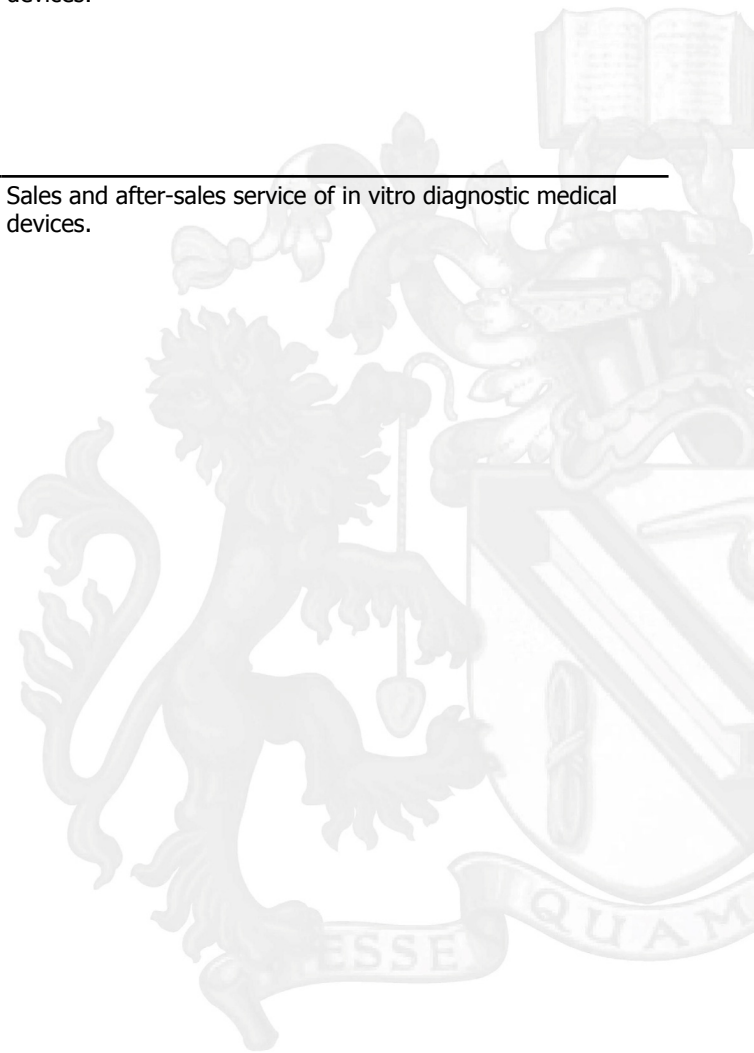 devices.
Sales and after-sales service of in vitro diagnostic medical
devices.
ESSE
QUAM